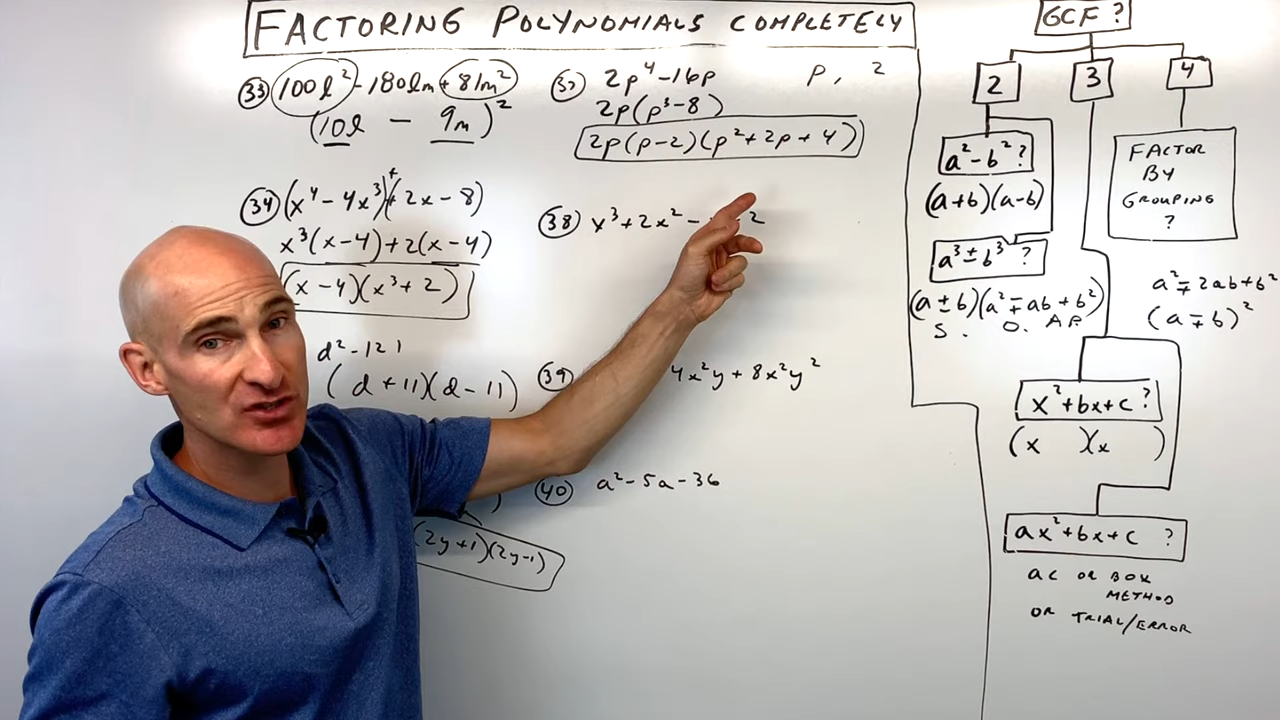 FACTORING POLYNOMIALS COMPLETELY
33 100l² - 180lm + 81m²
(10l - 9m)²
34 (x⁴ - 4x³)+(+2x - 8)
x³(x - 4) + 2(x - 4)
(x - 4)(x³ + 2)
d² - 121
(d + 11)(d - 11)
)
(2y + 1)(2y - 1)
37 2p⁴ - 16p
p, 2
2p(p³ - 8)
2p(p - 2)(p² + 2p + 4)
38 x³ + 2x² - 2
39 4x²y + 8x²y²
40 a² - 5a - 36
GCF ?
2 3 4
a² - b² ?
(a+b)(a-b)
a³ ± b³ ?
(a ± b)(a² ∓ ab + b²)
S. O. A.P.
FACTOR
BY
GROUPING
?
a² ∓ 2ab + b²
(a ∓ b)²
x² + bx + c ?
(x )(x )
ax² + bx + c ?
ac OR BOX
METHOD
OR TRIAL/ERROR